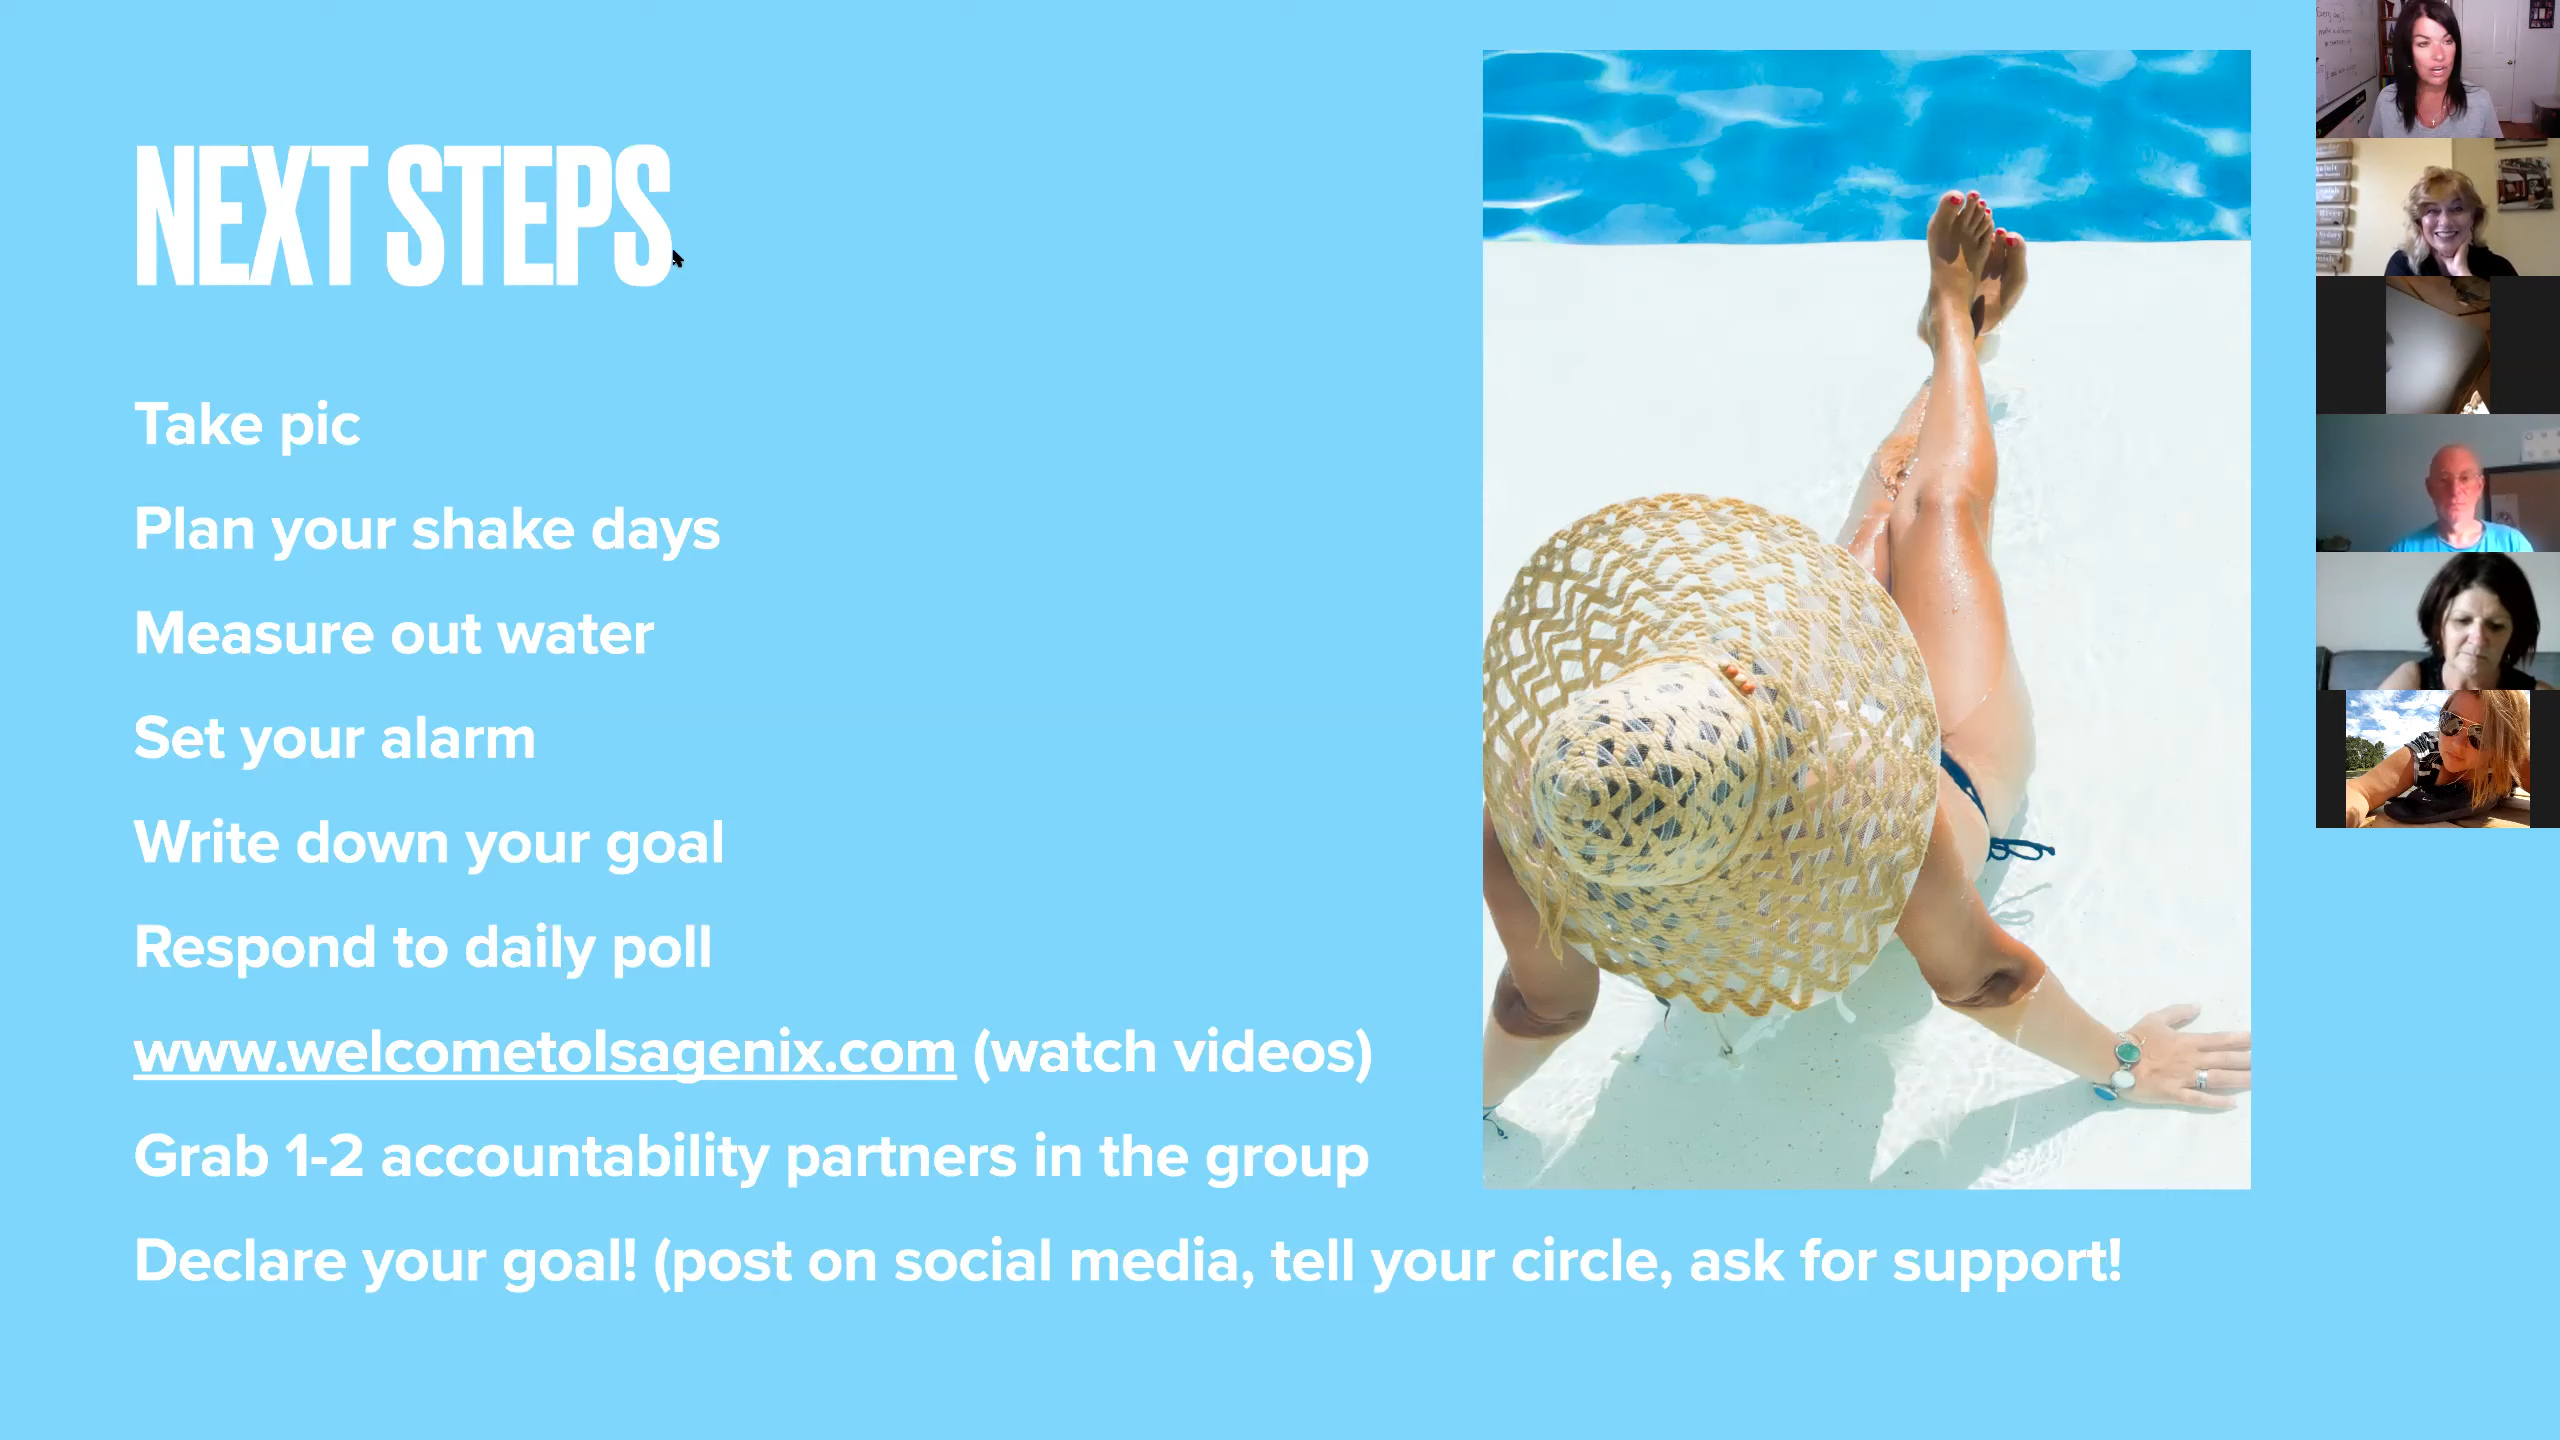 NEXT STEPS
Take pic
Plan your shake days
Measure out water
Set your alarm
Write down your goal
Respond to daily poll
www.welcometoIsagenix.com (watch videos)
Grab 1-2 accountability partners in the group
Declare your goal! (post on social media, tell your circle, ask for support!